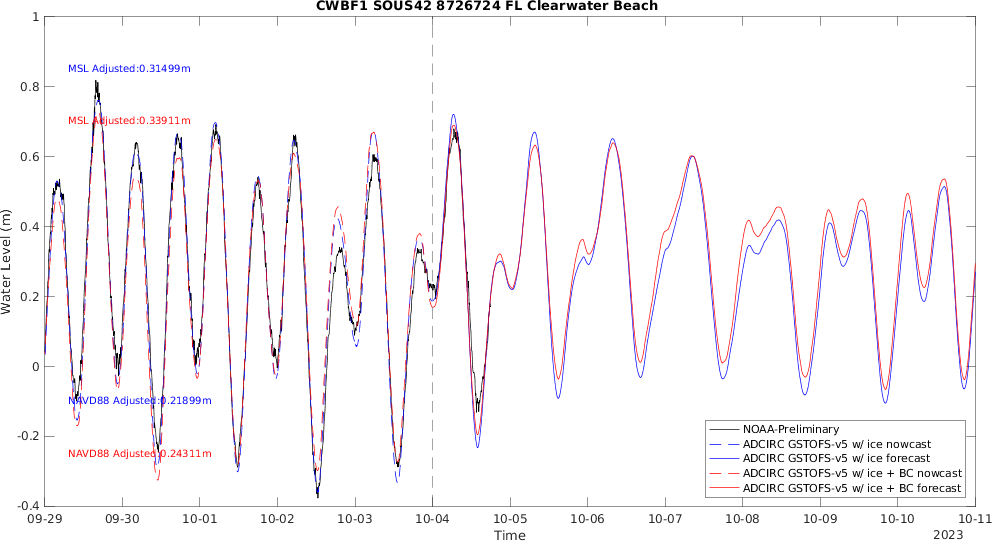 CWBF1 SOUS42 8726724 FL Clearwater Beach
1
0.8
0.6
0.4
0.2
0
-0.2
-0.4
Water Level (m)
MSL Adjusted:0.31499m
MSL Adjusted:0.33911m
NAVD88 Adjusted:0.21899m
NAVD88 Adjusted:0.24311m
NOAA-Preliminary
ADCIRC GSTOFS-v5 w/ ice nowcast
ADCIRC GSTOFS-v5 w/ ice forecast
ADCIRC GSTOFS-v5 w/ ice + BC nowcast
ADCIRC GSTOFS-v5 w/ ice + BC forecast
09-29 09-30 10-01 10-02 10-03 10-04 10-05 10-06 10-07 10-08 10-09 10-10 10-11
Time
2023